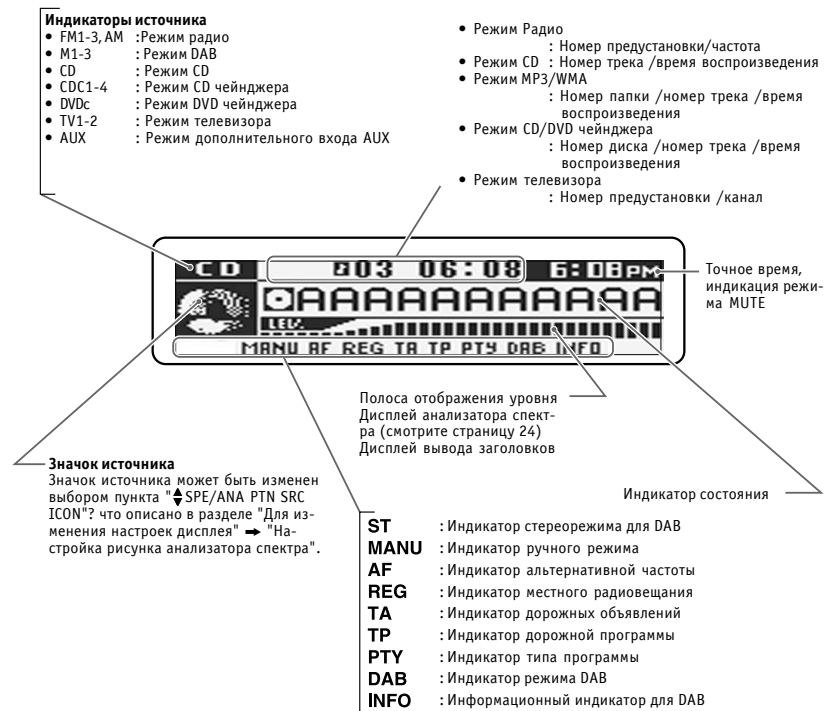 Индикаторы источника
• FM1-3, AM :Режим радио
• M1-3 : Режим DAB
• CD : Режим CD
• CDC1-4 : Режим CD чейнджера
• DVDc : Режим DVD чейнджера
• TV1-2 : Режим телевизора
• AUX : Режим дополнительного входа AUX
• Режим Радио
: Номер предустановки/частота
• Режим CD : Номер трека /время воспроизведения
• Режим MP3/WMA
: Номер папки /номер трека /время
воспроизведения
• Режим CD/DVD чейнджера
: Номер диска /номер трека /время
воспроизведения
• Режим телевизора
: Номер предустановки /канал
CD 03 06:08 6:08PM
AAAAAAAAAAAA
LEV.
MANU AF REG TA TP PTY DAB INFO
Точное время,
индикация режи-
ма MUTE
Полоса отображения уровня
Дисплей анализатора спект-
ра (смотрите страницу 24)
Дисплей вывода заголовков
Значок источника
Значок источника может быть изменен
выбором пункта "♦SPE/ANA PTN SRC
ICON"? что описано в разделе "Для из-
менения настроек дисплея" ➡ "На-
стройка рисунка анализатора спектра".
Индикатор состояния
ST : Индикатор стереорежима для DAB
MANU : Индикатор ручного режима
AF : Индикатор альтернативной частоты
REG : Индикатор местного радиовещания
TA : Индикатор дорожных объявлений
TP : Индикатор дорожной программы
PTY : Индикатор типа программы
DAB : Индикатор режима DAB
INFO : Информационный индикатор для DAB